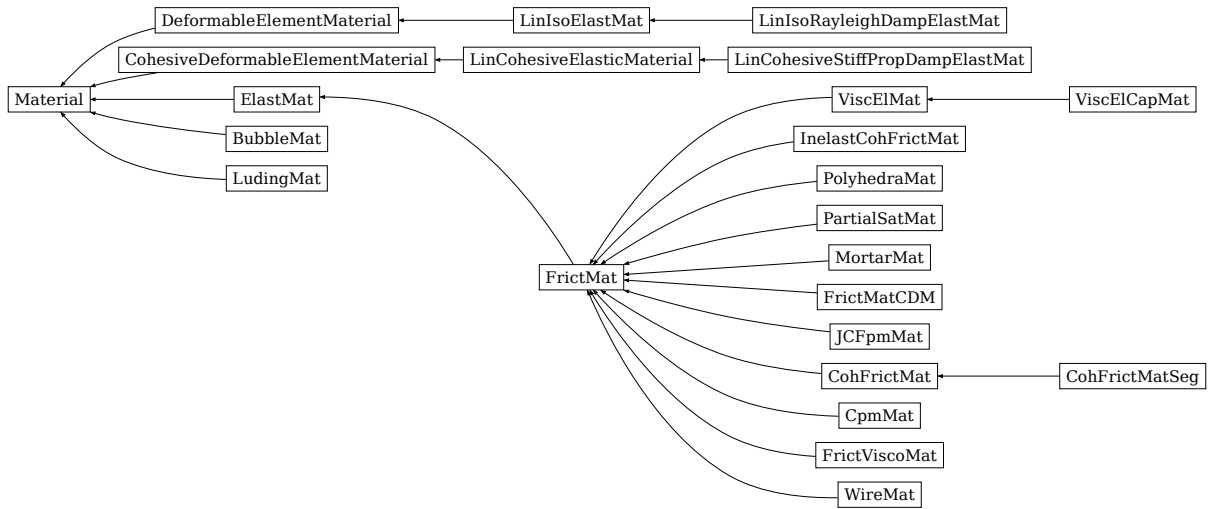 DeformableElementMaterial
LinIsoElastMat
LinIsoRayleighDampElastMat
CohesiveDeformableElementMaterial
LinCohesiveElasticMaterial
LinCohesiveStiffPropDampElastMat
Material
ElastMat
ViscElMat
ViscElCapMat
BubbleMat
InelastCohFrictMat
LudingMat
PolyhedraMat
PartialSatMat
MortarMat
FrictMat
FrictMatCDM
JCFpmMat
CohFrictMat
CohFrictMatSeg
CpmMat
FrictViscoMat
WireMat